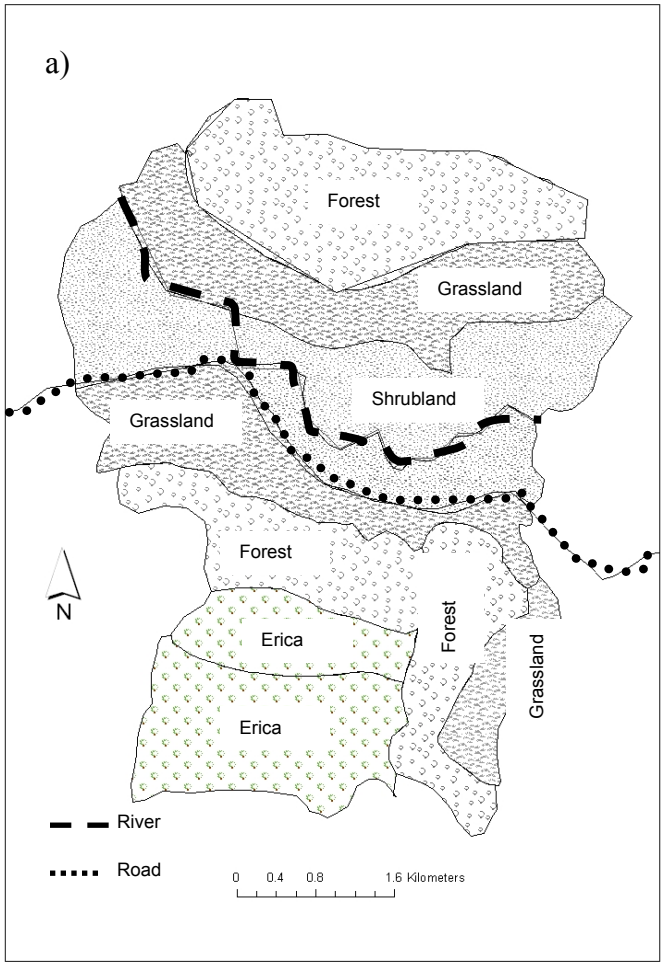 a)
Forest
Grassland
Shrubland
Grassland
Forest
Forest
Erica
Grassland
Erica
N
River
Road
0 0.4 0.8 1.6 Kilometers